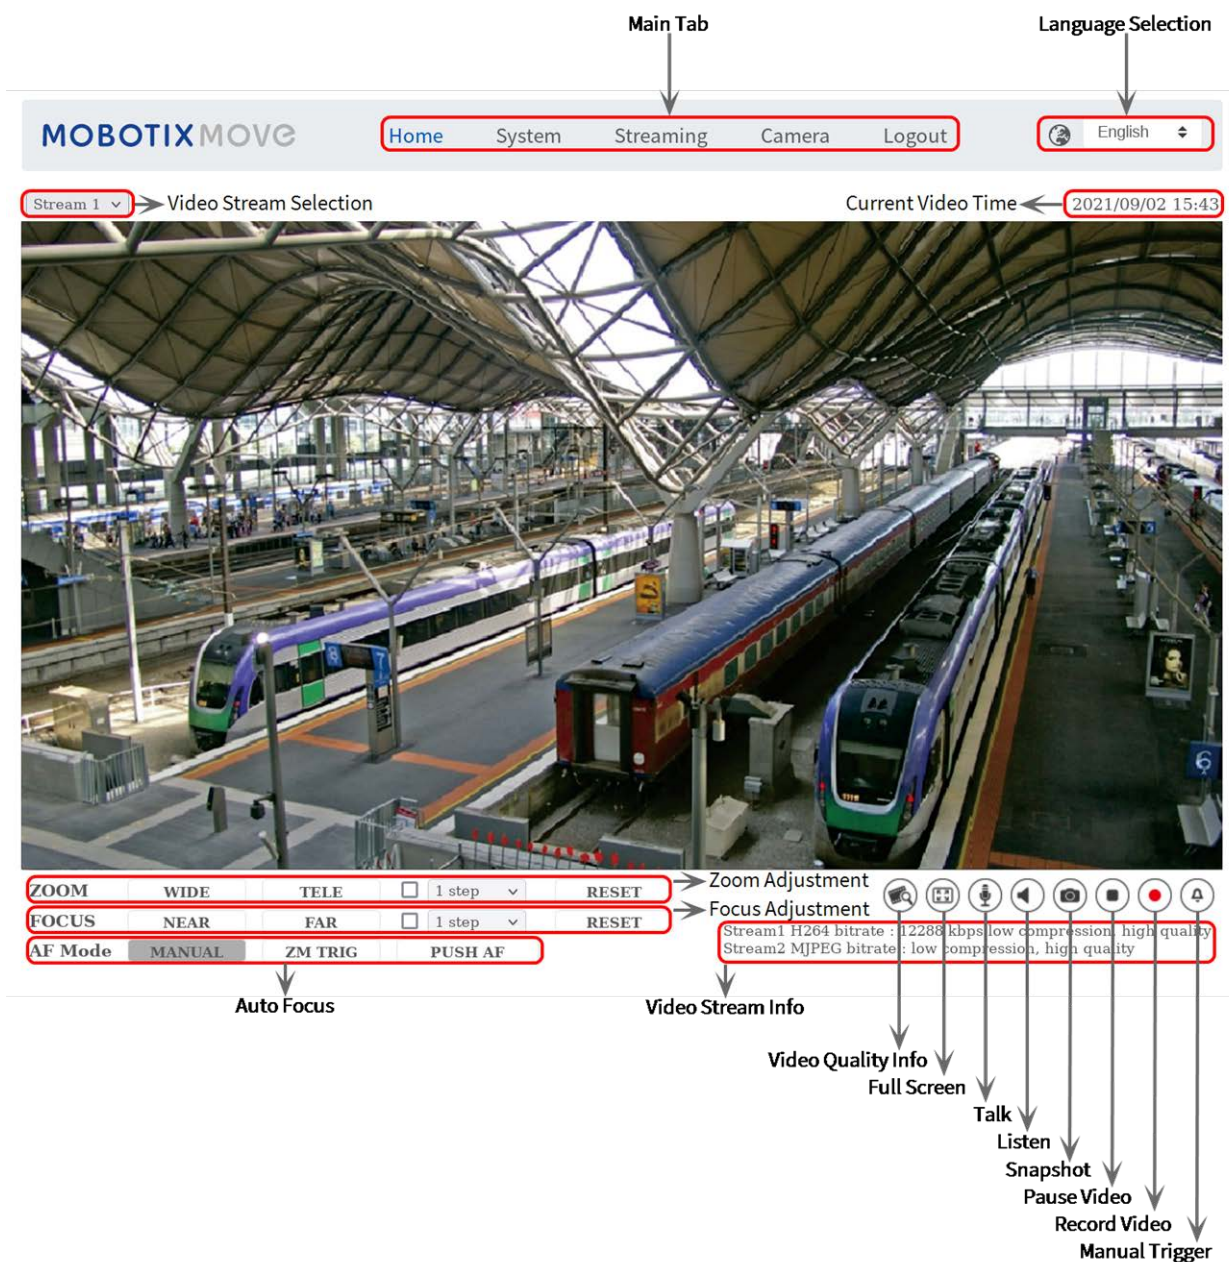 Main Tab Language Selection
MOBOTIX MOVE Home System Streaming Camera Logout English
Stream 1 Video Stream Selection Current Video Time 2021/09/02 15:43
8 7
6
ZOOM WIDE TELE 1 step RESET Zoom Adjustment
FOCUS NEAR FAR 1 step RESET Focus Adjustment
Stream1 H264 bitrate : 12288 kbps low compression, high quality
AF Mode MANUAL ZM TRIG PUSH AF Stream2 MJPEG bitrate : low compression, high quality
Auto Focus Video Stream Info
Video Quality Info
Full Screen
Talk
Listen
Snapshot
Pause Video
Record Video
Manual Trigger